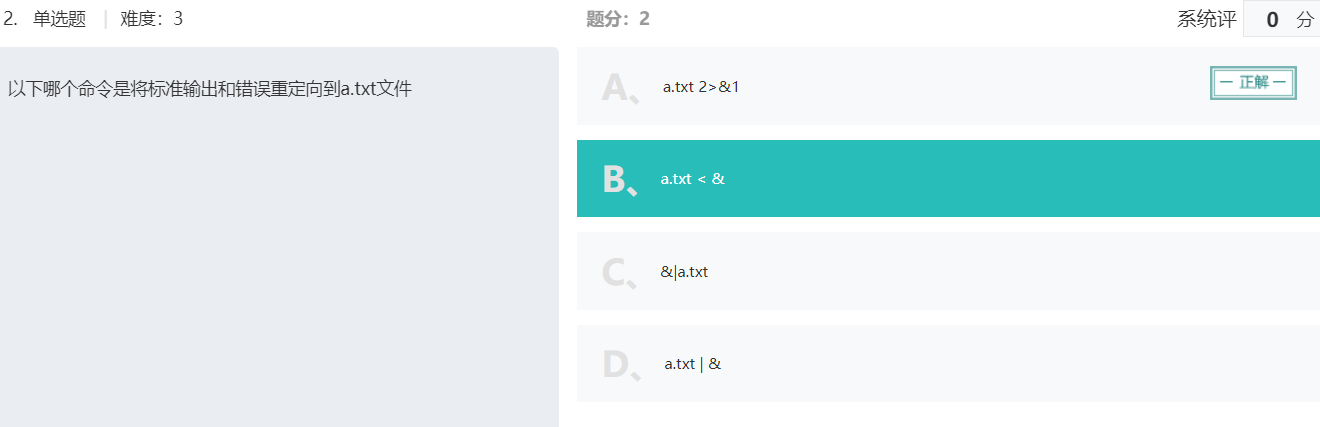 2. 单选题 | 难度：3 题分：2 系统评 0 分
以下哪个命令是将标准输出和错误重定向到a.txt文件
A、 a.txt 2>&1 正解
B、 a.txt < &
C、 &|a.txt
D、 a.txt | &